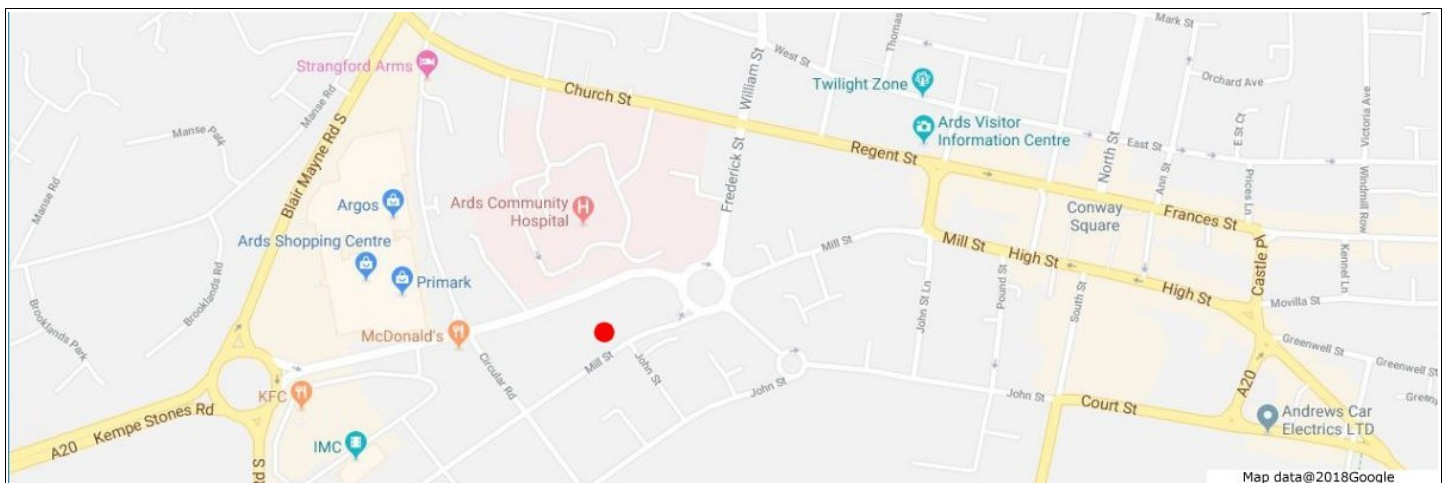 Strangford Arms
Manse Rd
Blair Mayne Rd S
Church St
William St
West St
Thomas
Mark St
Twilight Zone
Orchard Ave
Victoria Ave
Ards Visitor
Information Centre
Manse Park
Manse Rd
Regent St
North St
East St
E St Ct
Ann St
Prices Ln
Windmill Row
Frederick St
Argos
Ards Community
Hospital
Conway
Square
Frances St
Ards Shopping Centre
Mill St
Mill St
High St
Castle Pl
Kennel Ln
Primark
Brooklands Rd
High St
Movilla St
Pound St
South St
John St Ln
McDonald's
Brooklands Park
Circular Rd
Mill St
John St
Greenwell St
Greenwell St
KFC
John St
John St
Court St
A20
Green
A20
Kempe Stones Rd
Andrews Car
Electrics LTD
IMC
Rd S
Map data@2018Google